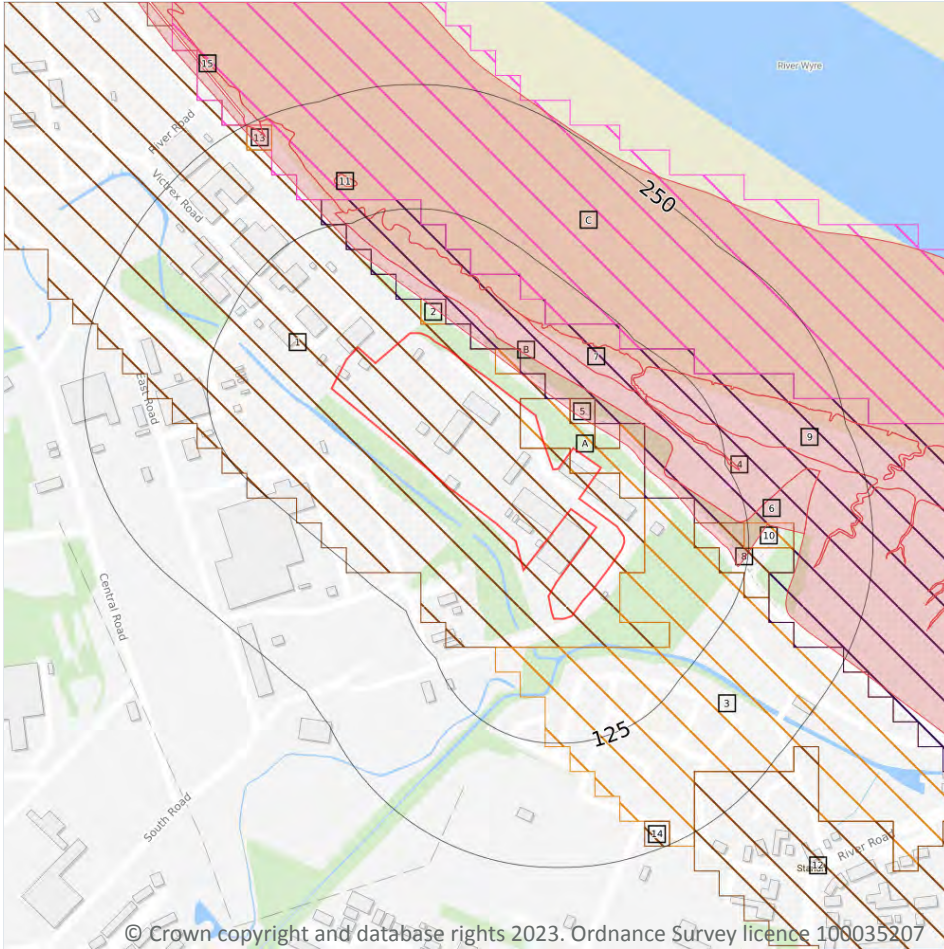 15
River Wyre
River Road
13
Victrex Road
11
250
C
2
1
B
7
East Road
5
9
A
4
6
10
8
Central Road
3
125
South Road
14
River Road
12
© Crown copyright and database rights 2023. Ordnance Survey licence 100035207